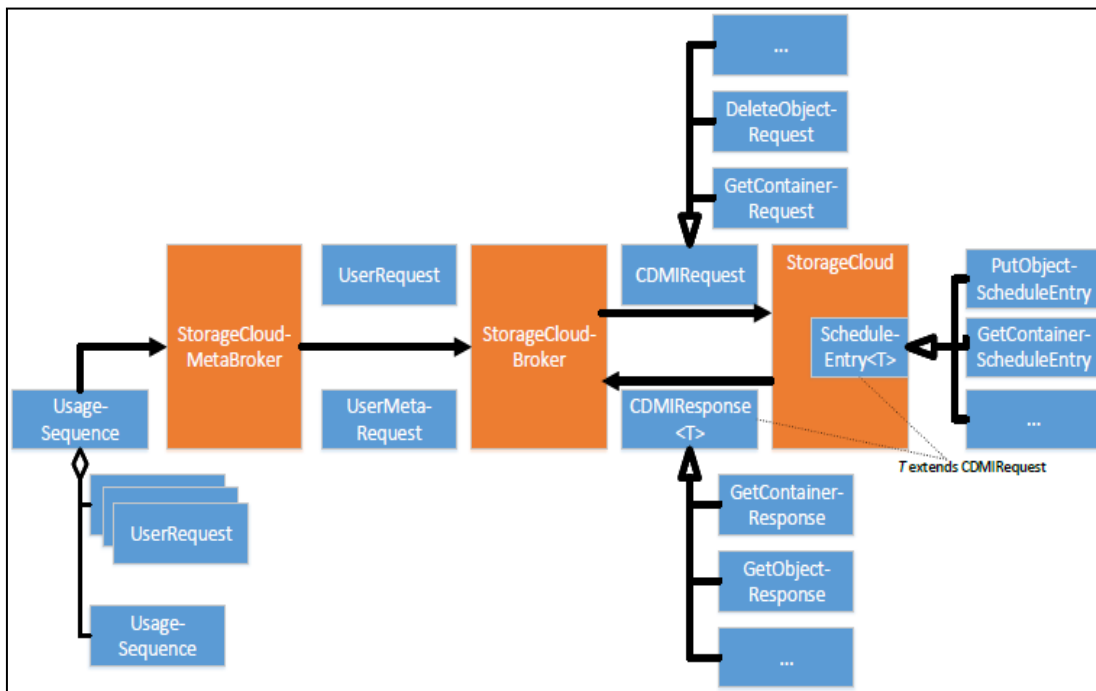 ...
DeleteObject-
Request
GetContainer-
Request
UserRequest
CDMIRequest
StorageCloud
PutObject-
ScheduleEntry
StorageCloud-
MetaBroker
StorageCloud-
Broker
Schedule-
Entry<T>
GetContainer-
ScheduleEntry
Usage-
Sequence
UserMeta-
Request
CDMIResponse
<T>
...
T extends CDMIRequest
GetContainer-
Response
UserRequest
GetObject-
Response
Usage-
Sequence
...